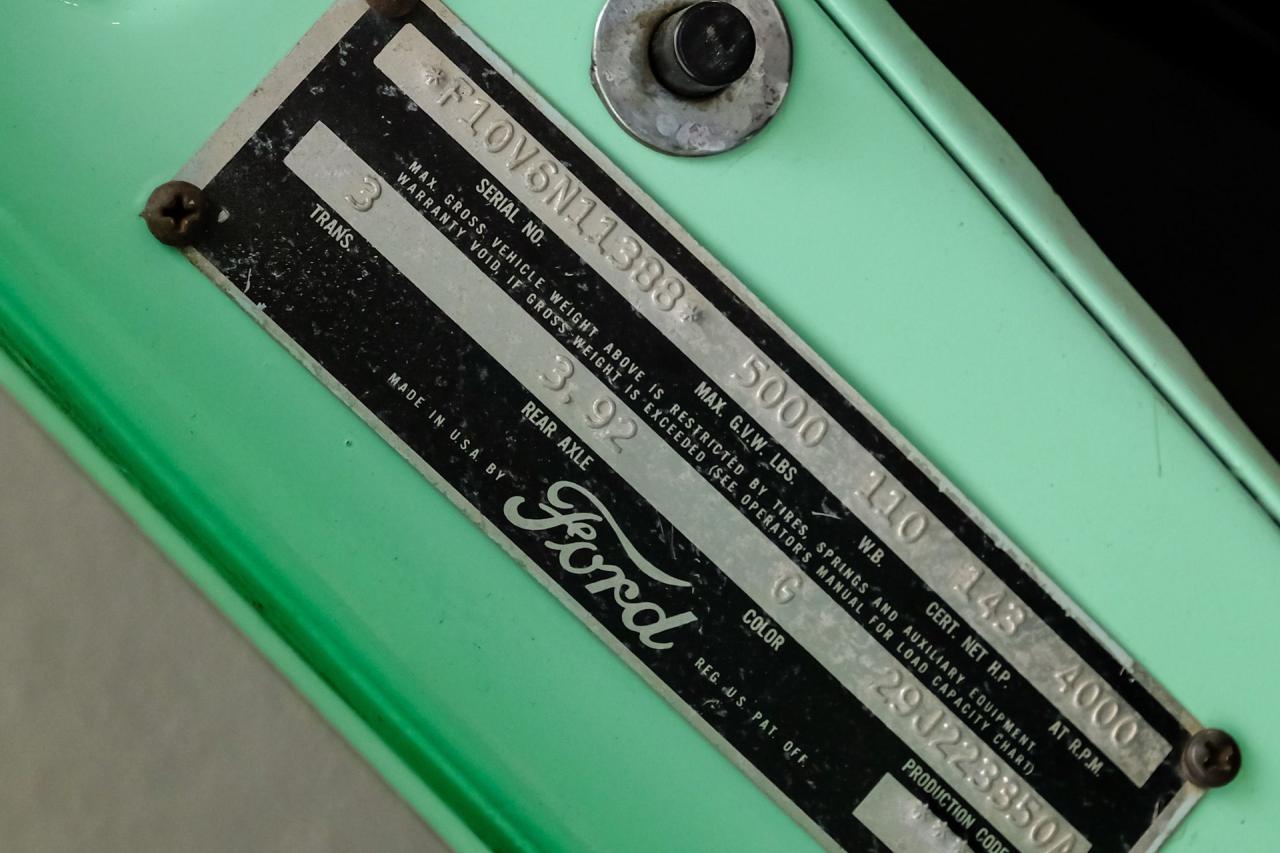 *F10V6N11388* 5000 110 143 4000
SERIAL NO. MAX. G.V.W. LBS. W.B. CERT. NET H.P. AT R.P.M.
MAX. GROSS VEHICLE WEIGHT ABOVE IS RESTRICTED BY TIRES, SPRINGS AND AUXILIARY EQUIPMENT.
WARRANTY VOID, IF GROSS WEIGHT IS EXCEEDED (SEE OPERATOR'S MANUAL FOR LOAD CAPACITY CHART)
3 3,92 G 29J223350A
TRANS. REAR AXLE COLOR PRODUCTION CODE
MADE IN U.S.A. BY Ford REG. U.S. PAT. OFF.
**